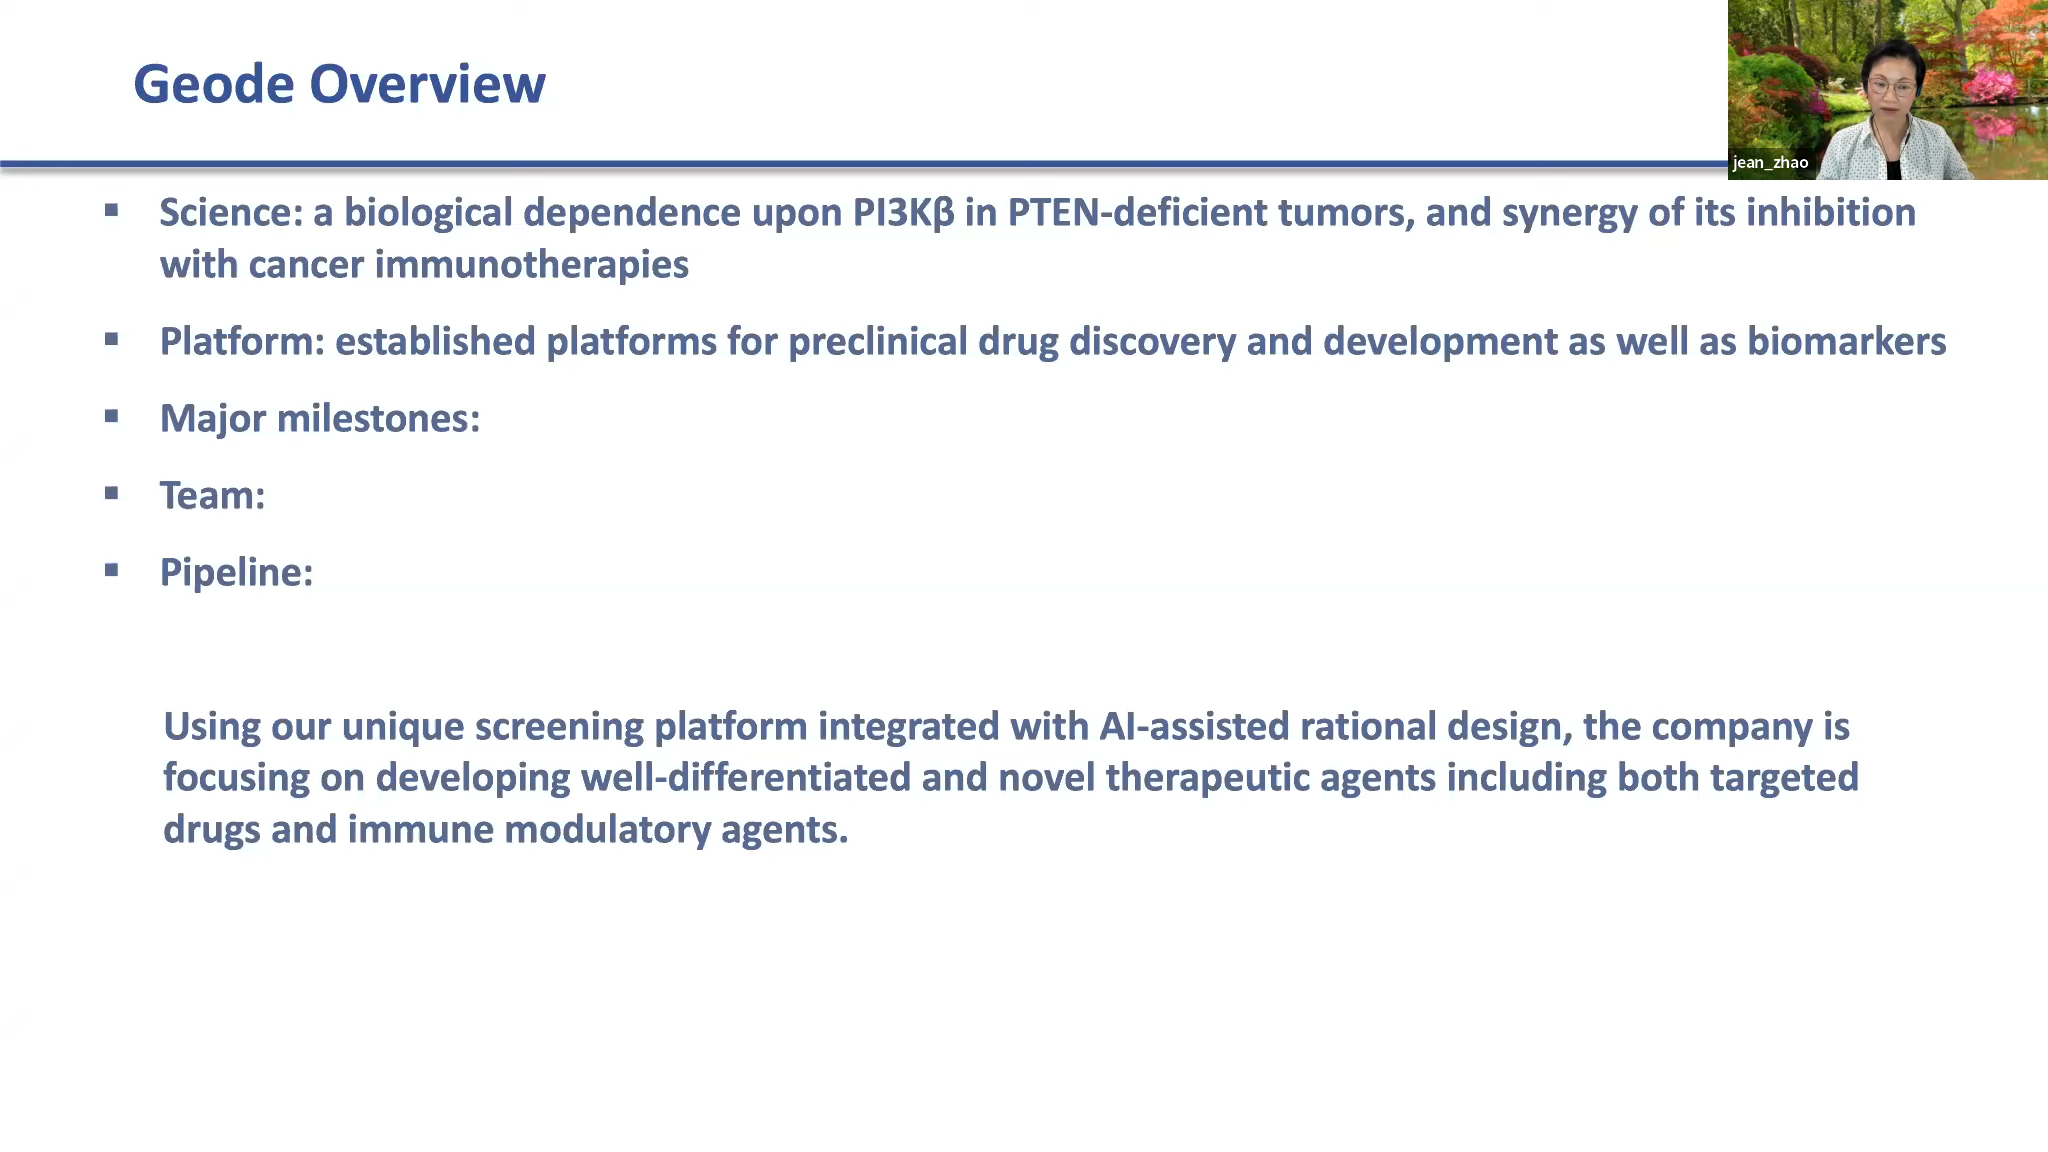 Geode Overview
jean_zhao
▪ Science: a biological dependence upon PI3Kβ in PTEN-deficient tumors, and synergy of its inhibition
with cancer immunotherapies
▪ Platform: established platforms for preclinical drug discovery and development as well as biomarkers
▪ Major milestones:
▪ Team:
▪ Pipeline:
Using our unique screening platform integrated with AI-assisted rational design, the company is
focusing on developing well-differentiated and novel therapeutic agents including both targeted
drugs and immune modulatory agents.